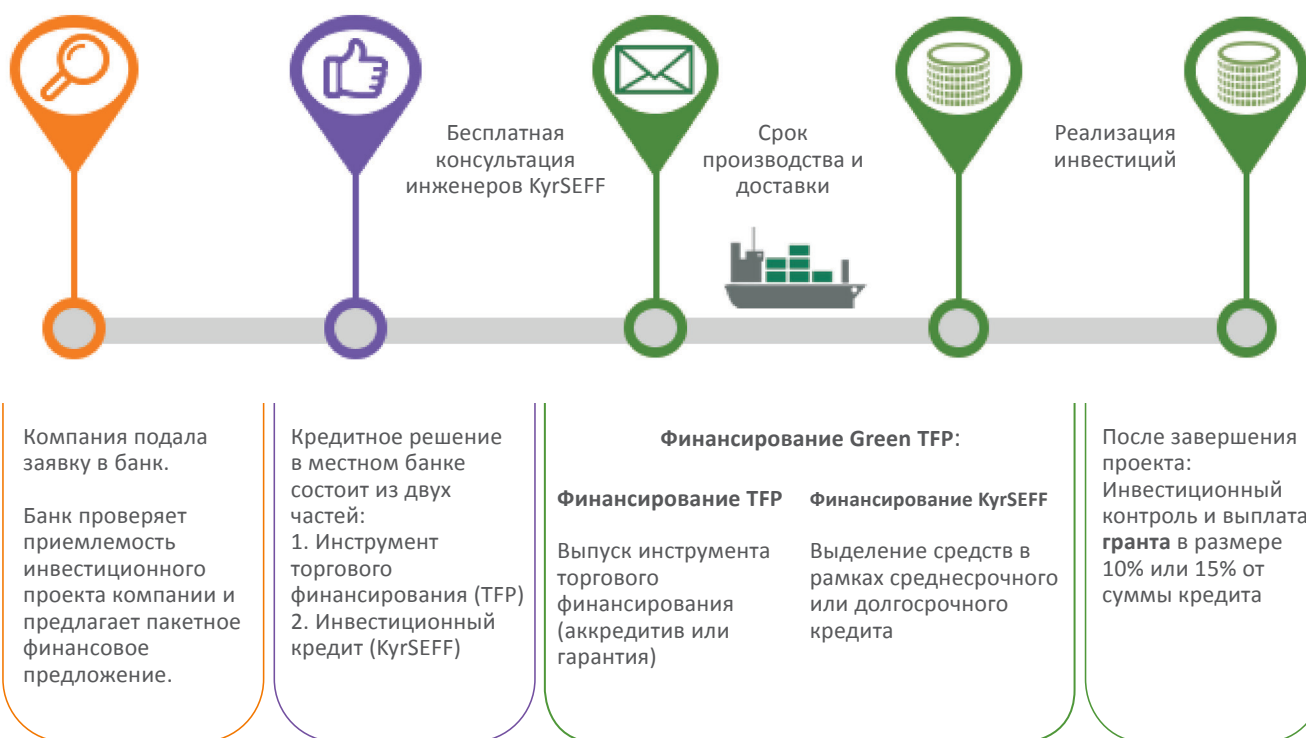 Бесплатная
консультация
инженеров KyrSEFF
Срок
производства и
доставки
Реализация
инвестиций
Компания подала
заявку в банк.
Банк проверяет
приемлемость
инвестиционного
проекта компании и
предлагает пакетное
финансовое
предложение.
Кредитное решение
в местном банке
состоит из двух
частей:
1. Инструмент
торгового
финансирования (TFP)
2. Инвестиционный
кредит (KyrSEFF)
Финансирование Green TFP:
Финансирование TFP
Выпуск инструмента
торгового
финансирования
(аккредитив или
гарантия)
Финансирование KyrSEFF
Выделение средств в
рамках среднесрочного
или долгосрочного
кредита
После завершения
проекта:
Инвестиционный
контроль и выплата
гранта в размере
10% или 15% от
суммы кредита